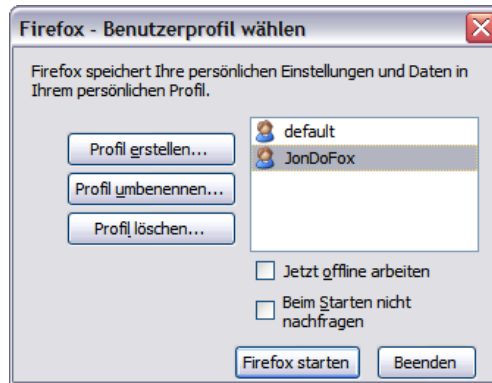 Firefox - Benutzerprofil wählen
Firefox speichert Ihre persönlichen Einstellungen und Daten in
Ihrem persönlichen Profil.
Profil erstellen...
Profil umbenennen...
Profil löschen...
default
JonDoFox
Jetzt offline arbeiten
Beim Starten nicht
nachfragen
Firefox starten
Beenden